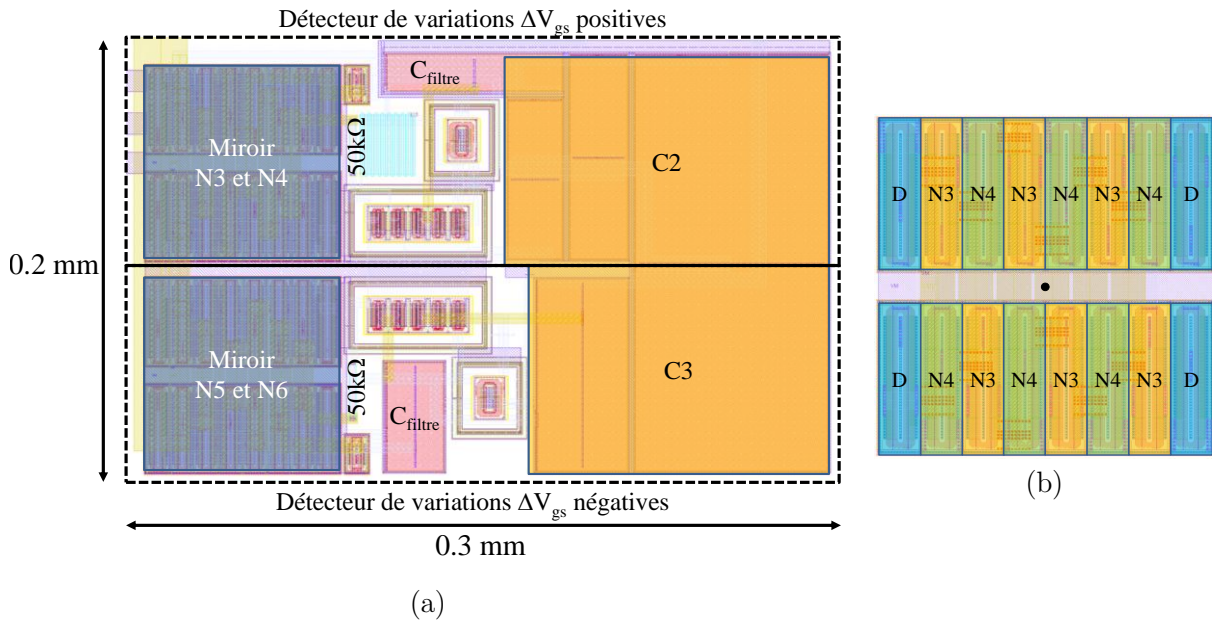 Détecteur de variations ΔVgs positives
Cfiltre
Miroir
N3 et N4
50kΩ
C2
0.2 mm
Miroir
N5 et N6
50kΩ
Cfiltre
C3
Détecteur de variations ΔVgs négatives
0.3 mm
(a)
D N3 N4 N3 N4 N3 N4 D
D N4 N3 N4 N3 N4 N3 D
(b)